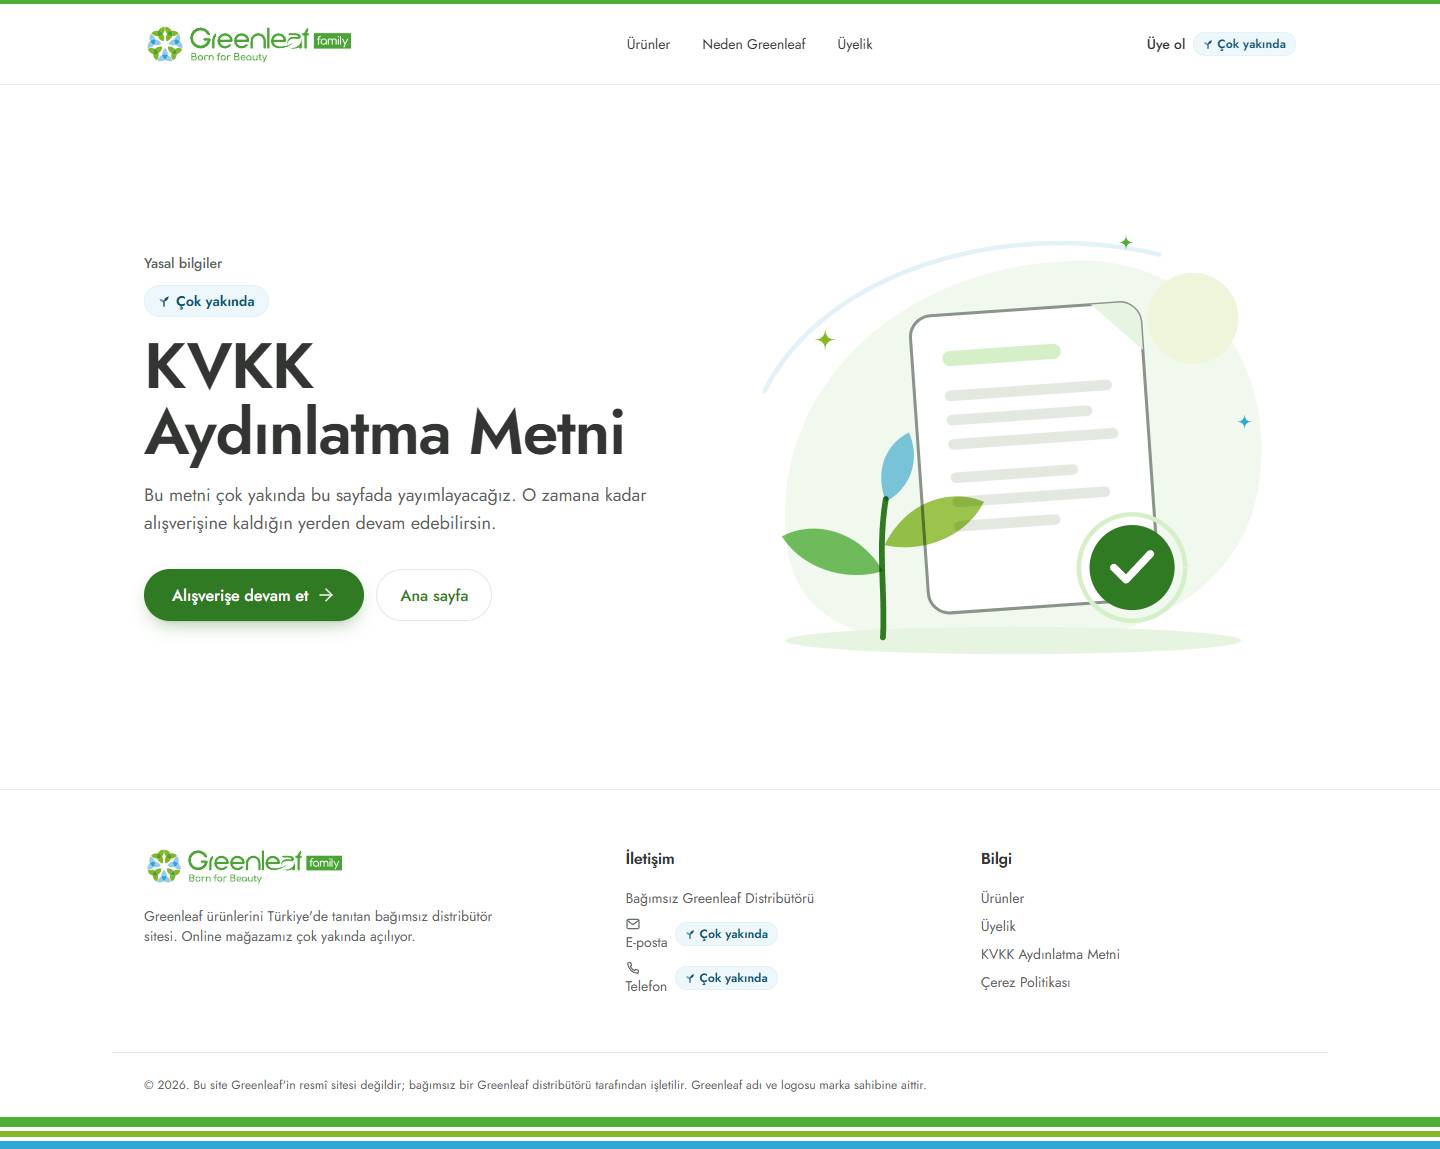 Greenleaf family
Born for Beauty
Ürünler
Neden Greenleaf
Üyelik
Üye ol
Çok yakında
Yasal bilgiler
Çok yakında
KVKK
Aydınlatma Metni
Bu metni çok yakında bu sayfada yayımlayacağız. O zamana kadar
alışverişine kaldığın yerden devam edebilirsin.
Alışverişe devam et
Ana sayfa
Greenleaf family
Born for Beauty
Greenleaf ürünlerini Türkiye'de tanıtan bağımsız distribütör
sitesi. Online mağazamız çok yakında açılıyor.
İletişim
Bağımsız Greenleaf Distribütörü
E-posta
Çok yakında
Telefon
Çok yakında
Bilgi
Ürünler
Üyelik
KVKK Aydınlatma Metni
Çerez Politikası
© 2026. Bu site Greenleaf'in resmî sitesi değildir; bağımsız bir Greenleaf distribütörü tarafından işletilir. Greenleaf adı ve logosu marka sahibine aittir.